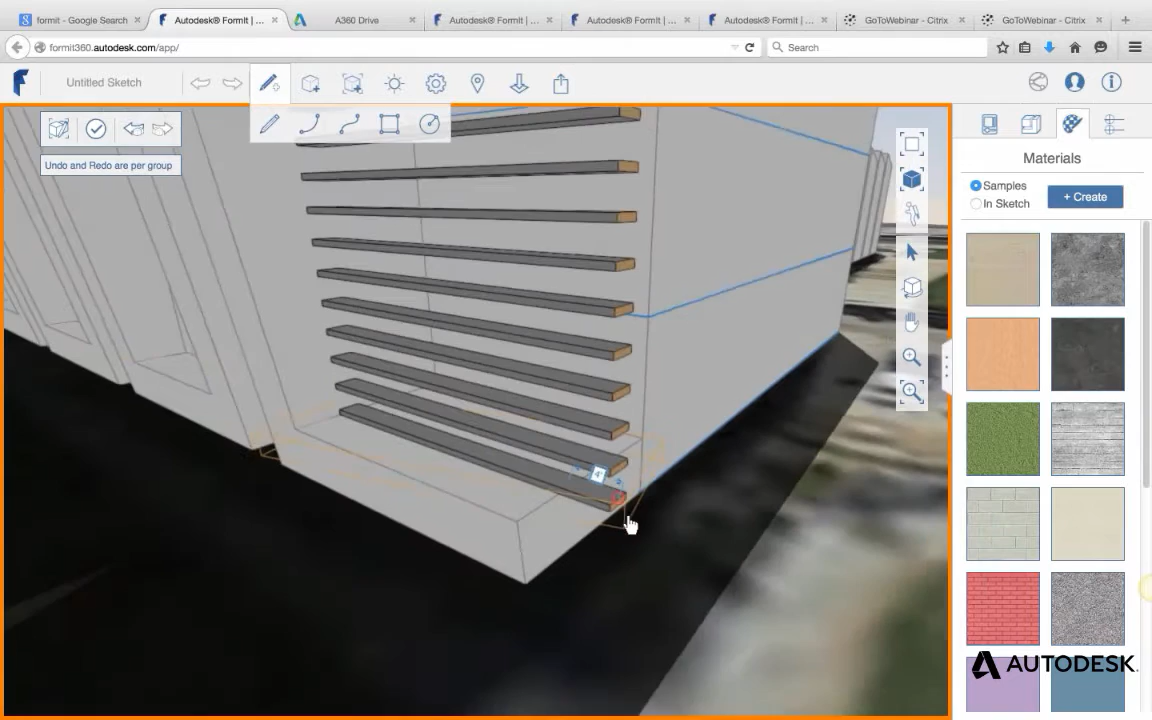 formit - Google Search
Autodesk® FormIt | ...
A360 Drive
Autodesk® FormIt | ...
Autodesk® FormIt | ...
Autodesk® FormIt | ...
GoToWebinar - Citrix
GoToWebinar - Citrix
formit360.autodesk.com/app/
Search
Untitled Sketch
Undo and Redo are per group
Materials
Samples
In Sketch
+ Create
AUTODESK.